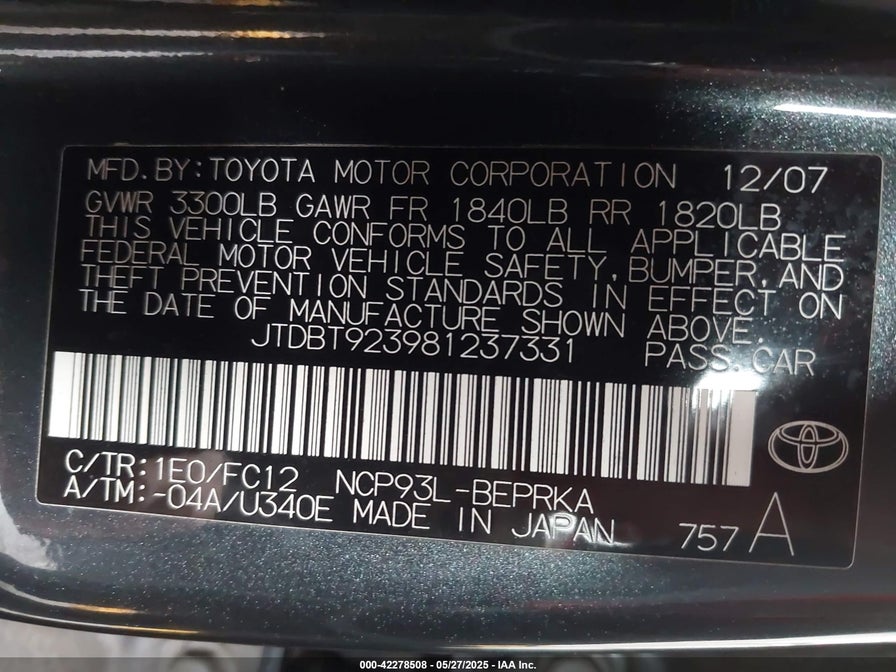 MFD.BY:TOYOTA MOTOR CORPORATION 12/07
GVWR 3300LB GAWR FR 1840LB RR 1820LB
THIS VEHICLE CONFORMS TO ALL APPLICABLE
FEDERAL MOTOR VEHICLE SAFETY,BUMPER,AND
THEFT PREVENTION STANDARDS IN EFFECT ON
THE DATE OF MANUFACTURE SHOWN ABOVE.
JTDBT923981237331 PASS.CAR
C/TR:1E0/FC12 NCP93L-BEPRKA
A/TM:-04A/U340E MADE IN JAPAN 757 A
000-42278508 - 05/27/2025 - IAA Inc.